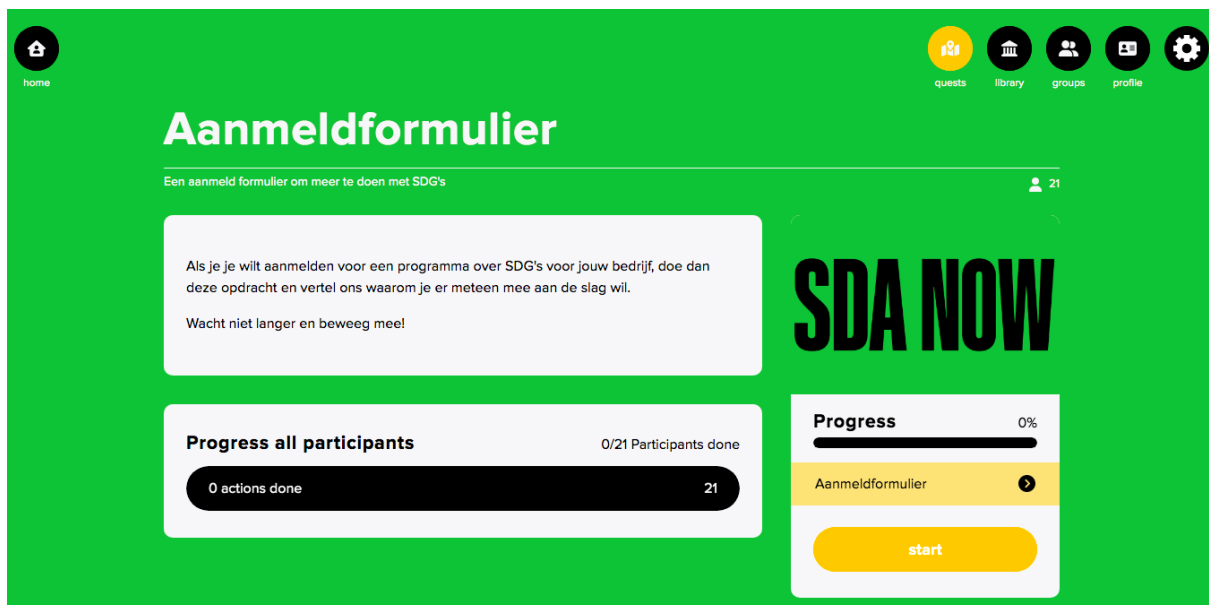 home
quests
library
groups
profile
Aanmeldformulier
Een aanmeld formulier om meer te doen met SDG's
21
Als je je wilt aanmelden voor een programma over SDG's voor jouw bedrijf, doe dan
deze opdracht en vertel ons waarom je er meteen mee aan de slag wil.
Wacht niet langer en beweeg mee!
SDA NOW
Progress all participants
0/21 Participants done
0 actions done
21
Progress
0%
Aanmeldformulier
start